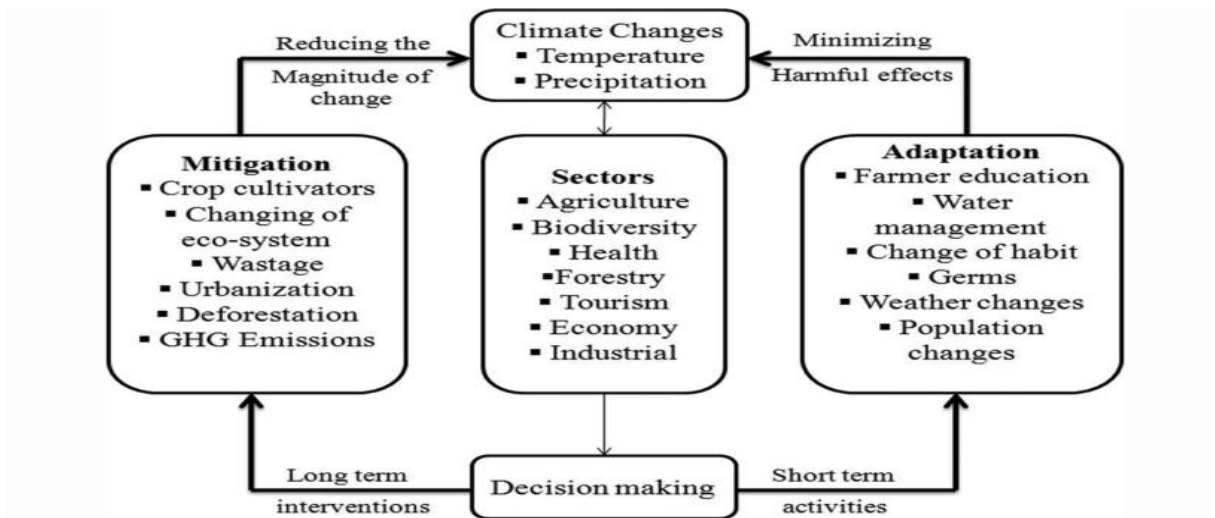 Climate Changes
▪ Temperature
▪ Precipitation
Reducing the
Magnitude of
change
Minimizing
Harmful effects
Mitigation
▪ Crop cultivators
▪ Changing of
eco-system
▪ Wastage
▪ Urbanization
▪ Deforestation
▪ GHG Emissions
Sectors
▪ Agriculture
▪ Biodiversity
▪ Health
▪ Forestry
▪ Tourism
▪ Economy
▪ Industrial
Adaptation
▪ Farmer education
▪ Water
management
▪ Change of habit
▪ Germs
▪ Weather changes
▪ Population
changes
Long term
interventions
Decision making
Short term
activities